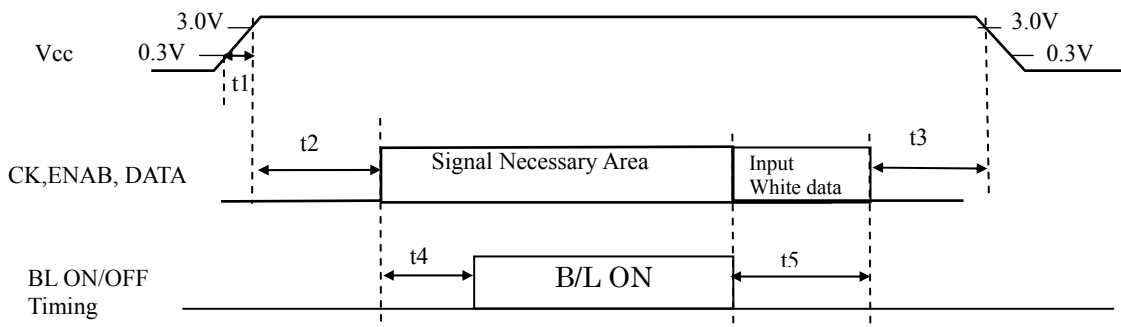 3.0V
3.0V
Vcc
0.3V
0.3V
t1
t2
t3
CK,ENAB, DATA
Signal Necessary Area
Input
White data
t4
t5
BL ON/OFF
Timing
B/L ON